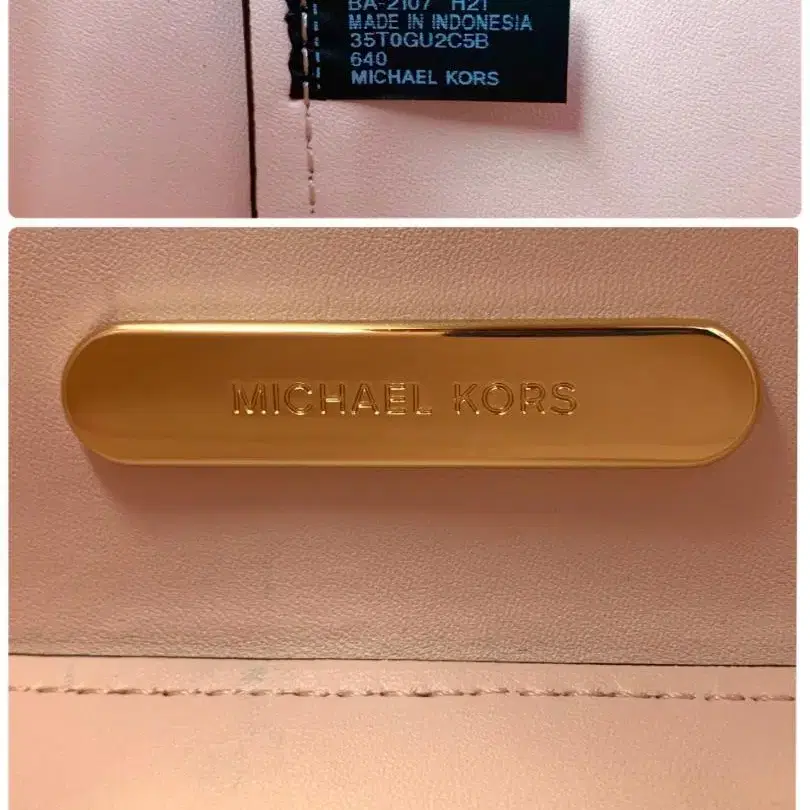 BA-2107 H21
MADE IN INDONESIA
35T0GU2C5B
640
MICHAEL KORS
MICHAEL KORS